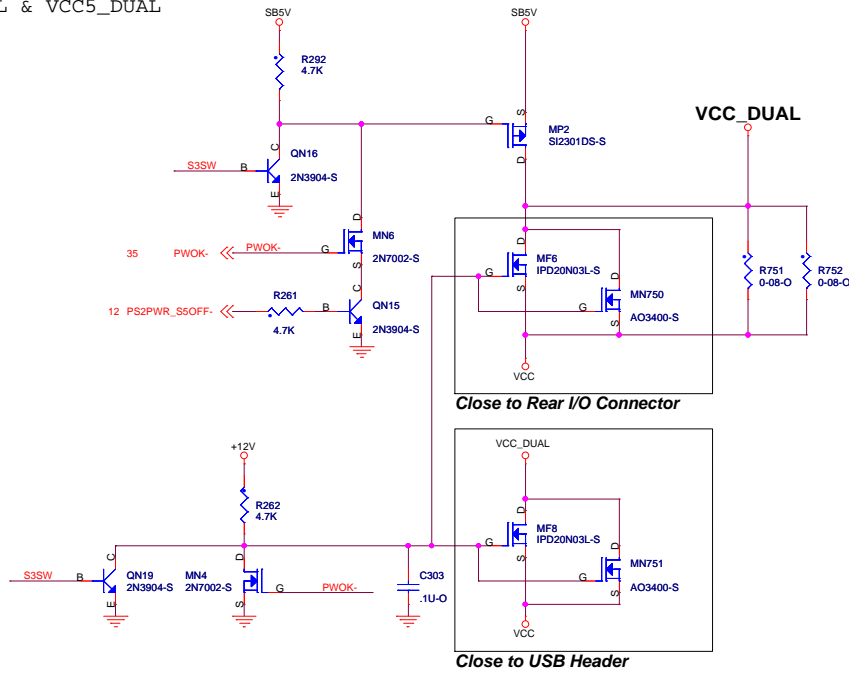 L & VCC5_DUAL
SB5V
SB5V
R292
4.7K
VCC_DUAL
S
G
MP2
SI2301DS-S
D
C
QN16
S3SW
B
2N3904-S
E
D
MN6
35 PWOK- PWOK- G
2N7002-S
S
D
MF6
IPD20N03L-S
G
S
D
MN750
G
AO3400-S
S
R751
0-08-O
R752
0-08-O
R261
C
12 PS2PWR_S5OFF-
B
QN15
4.7K
2N3904-S
E
VCC
Close to Rear I/O Connector
+12V
VCC_DUAL
R262
4.7K
D
MF8
IPD20N03L-S
G
S
C
D
D
S3SW
B
QN19
2N3904-S
MN4
2N7002-S
G
PWOK-
E
S
C303
.1U-O
MN751
G
AO3400-S
S
VCC
Close to USB Header